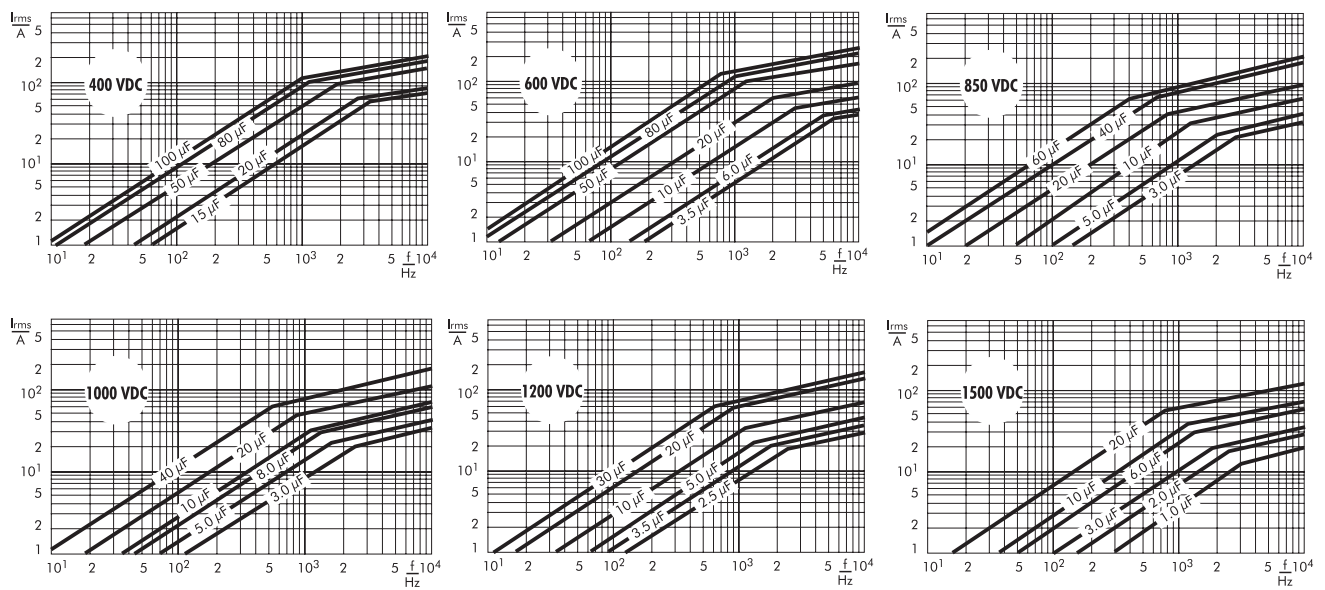 Irms
A
5
2
10²
5
2
10¹
5
2
1
400 VDC
100 µF
80 µF
50 µF
20 µF
15 µF
10¹ 2 5 10² 2 5 10³ 2 5 f/Hz 10⁴
Irms
A
5
2
10²
5
2
10¹
5
2
1
600 VDC
100 µF
80 µF
50 µF
20 µF
10 µF
6.0 µF
3.5 µF
10¹ 2 5 10² 2 5 10³ 2 5 f/Hz 10⁴
Irms
A
5
2
10²
5
2
10¹
5
2
1
850 VDC
60 µF
40 µF
20 µF
10 µF
5.0 µF
3.0 µF
10¹ 2 5 10² 2 5 10³ 2 5 f/Hz 10⁴
Irms
A
5
2
10²
5
2
10¹
5
2
1
1000 VDC
40 µF
20 µF
10 µF
8.0 µF
5.0 µF
3.0 µF
10¹ 2 5 10² 2 5 10³ 2 5 f/Hz 10⁴
Irms
A
5
2
10²
5
2
10¹
5
2
1
1200 VDC
30 µF
20 µF
10 µF
5.0 µF
3.5 µF
2.5 µF
10¹ 2 5 10² 2 5 10³ 2 5 f/Hz 10⁴
Irms
A
5
2
10²
5
2
10¹
5
2
1
1500 VDC
20 µF
10 µF
6.0 µF
3.0 µF
2.0 µF
1.0 µF
10¹ 2 5 10² 2 5 10³ 2 5 f/Hz 10⁴